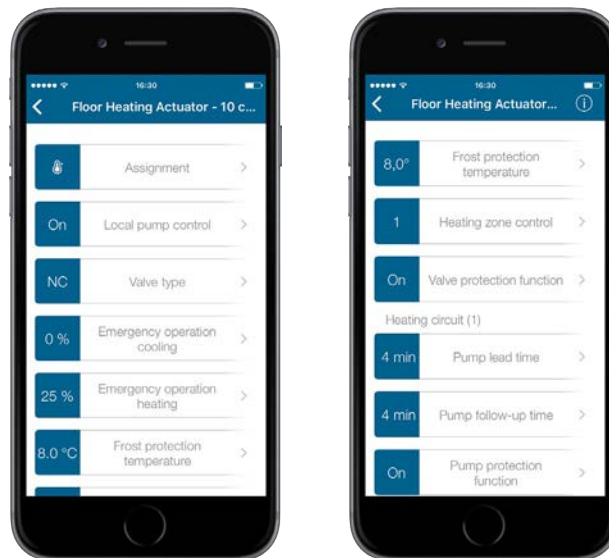 16:30
Floor Heating Actuator - 10 c...
Assignment
On
Local pump control
NC
Valve type
0 %
Emergency operation
cooling
25 %
Emergency operation
heating
8.0 °C
Frost protection
temperature
16:30
Floor Heating Actuator...
8,0°
Frost protection
temperature
1
Heating zone control
On
Valve protection function
Heating circuit (1)
4 min
Pump lead time
4 min
Pump follow-up time
On
Pump protection
function